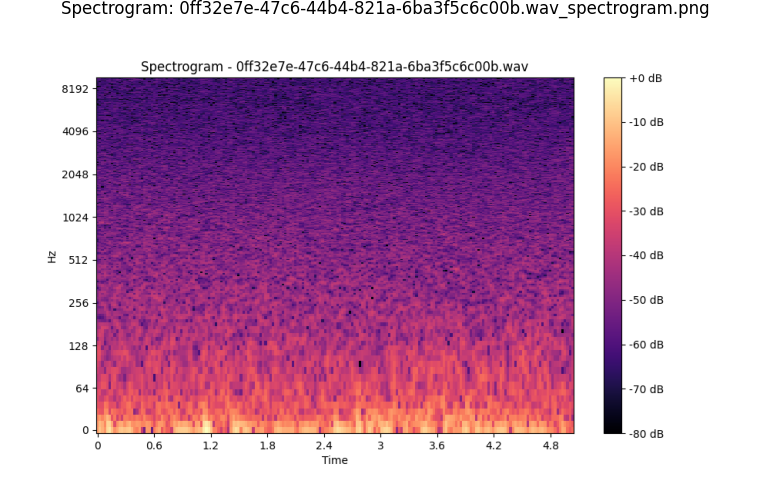 Spectrogram: 0ff32e7e-47c6-44b4-821a-6ba3f5c6c00b.wav_spectrogram.png
Spectrogram - 0ff32e7e-47c6-44b4-821a-6ba3f5c6c00b.wav
8192
4096
2048
1024
512
256
128
64
0
Hz
0
0.6
1.2
1.8
2.4
3
3.6
4.2
4.8
Time
+0 dB
-10 dB
-20 dB
-30 dB
-40 dB
-50 dB
-60 dB
-70 dB
-80 dB